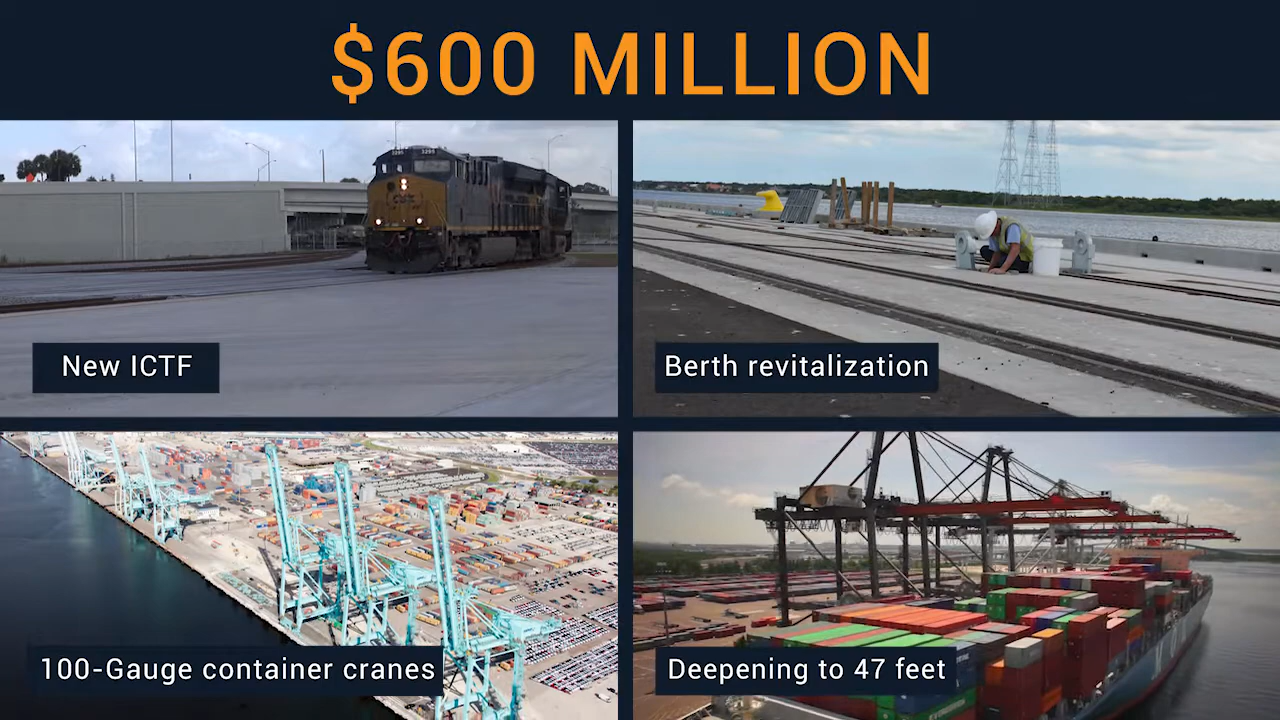 $600 MILLION
New ICTF
Berth revitalization
100-Gauge container cranes
Deepening to 47 feet